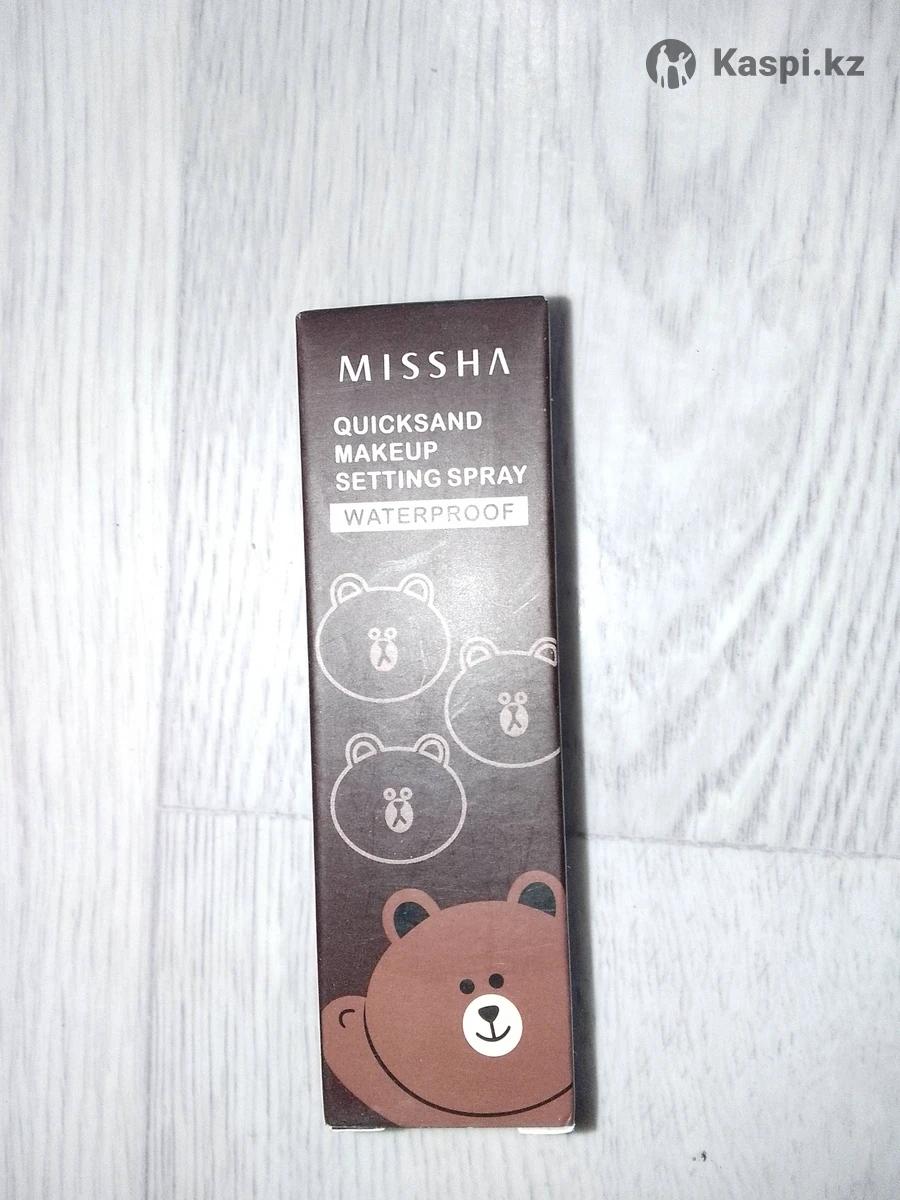 Kaspi.kz
MISSHA
QUICKSAND
MAKEUP
SETTING SPRAY
WATERPROOF